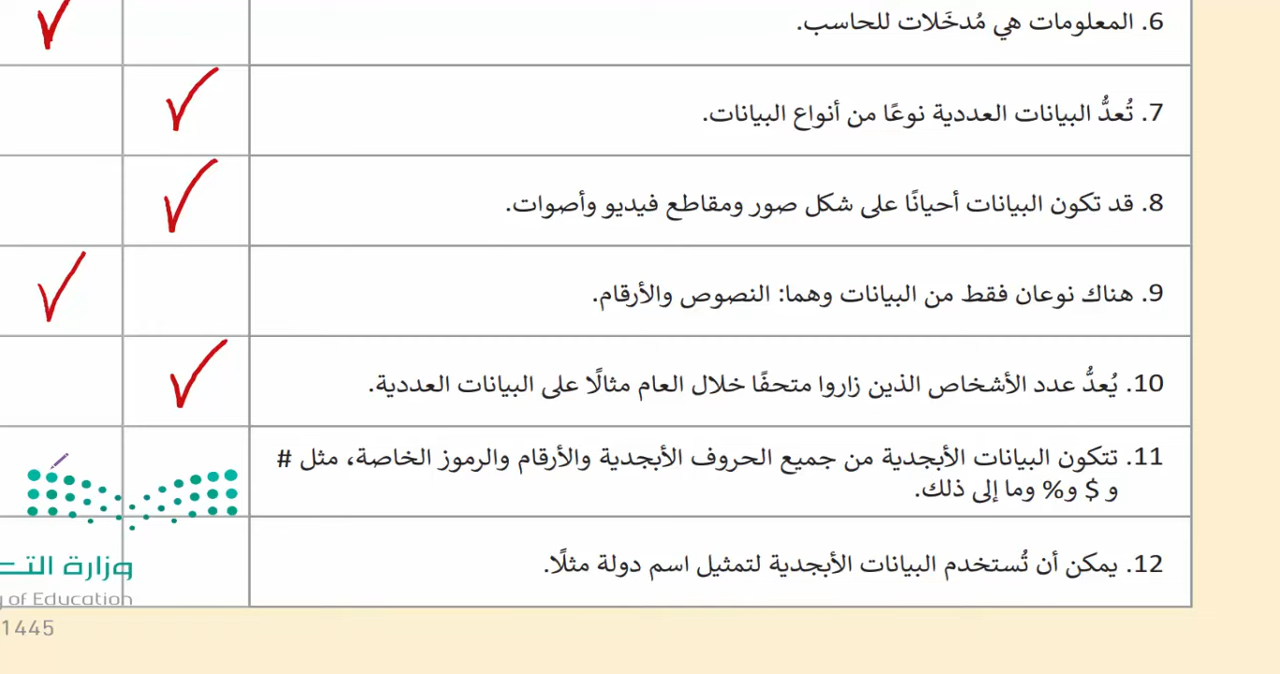 6. المعلومات هي مُدخَلات للحاسب.
7. تُعدُّ البيانات العددية نوعًا من أنواع البيانات.
8. قد تكون البيانات أحيانًا على شكل صور ومقاطع فيديو وأصوات.
9. هناك نوعان فقط من البيانات وهما: النصوص والأرقام.
10. يُعدُّ عدد الأشخاص الذين زاروا متحفًا خلال العام مثالًا على البيانات العددية.
11. تتكون البيانات الأبجدية من جميع الحروف الأبجدية والأرقام والرموز الخاصة، مثل #
و $ و% وما إلى ذلك.
12. يمكن أن تُستخدم البيانات الأبجدية لتمثيل اسم دولة مثلًا.
وزارة التـ
of Education
1445